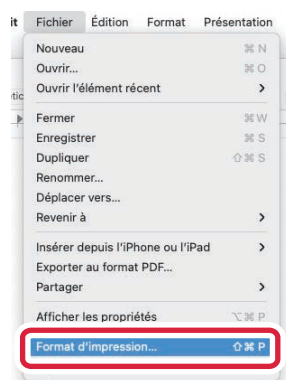 it Fichier Édition Format Présentation
Nouveau ⌘ N
Ouvrir... ⌘ O
Ouvrir l'élément récent >
Fermer ⌘ W
Enregistrer ⌘ S
Dupliquer ⇧ ⌘ S
Renommer...
Déplacer vers...
Revenir à >
Insérer depuis l'iPhone ou l'iPad >
Exporter au format PDF...
Partager >
Afficher les propriétés ⌥ ⌘ P
Format d'impression... ⇧ ⌘ P